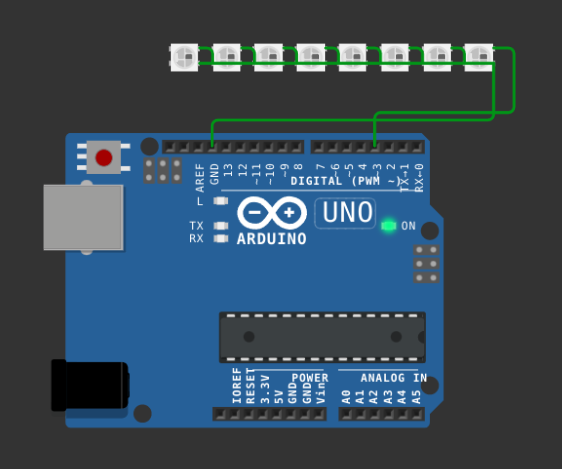 AREF
GND
13
12
~11
~10
~9
8
7
~6
~5
4
~3
2
TX→1
RX←0
DIGITAL (PWM ~)
L
UNO
TX
RX
ON
ARDUINO
IOREF
RESET
3.3V
5V
GND
GND
Vin
POWER
A0
A1
A2
A3
A4
A5
ANALOG IN